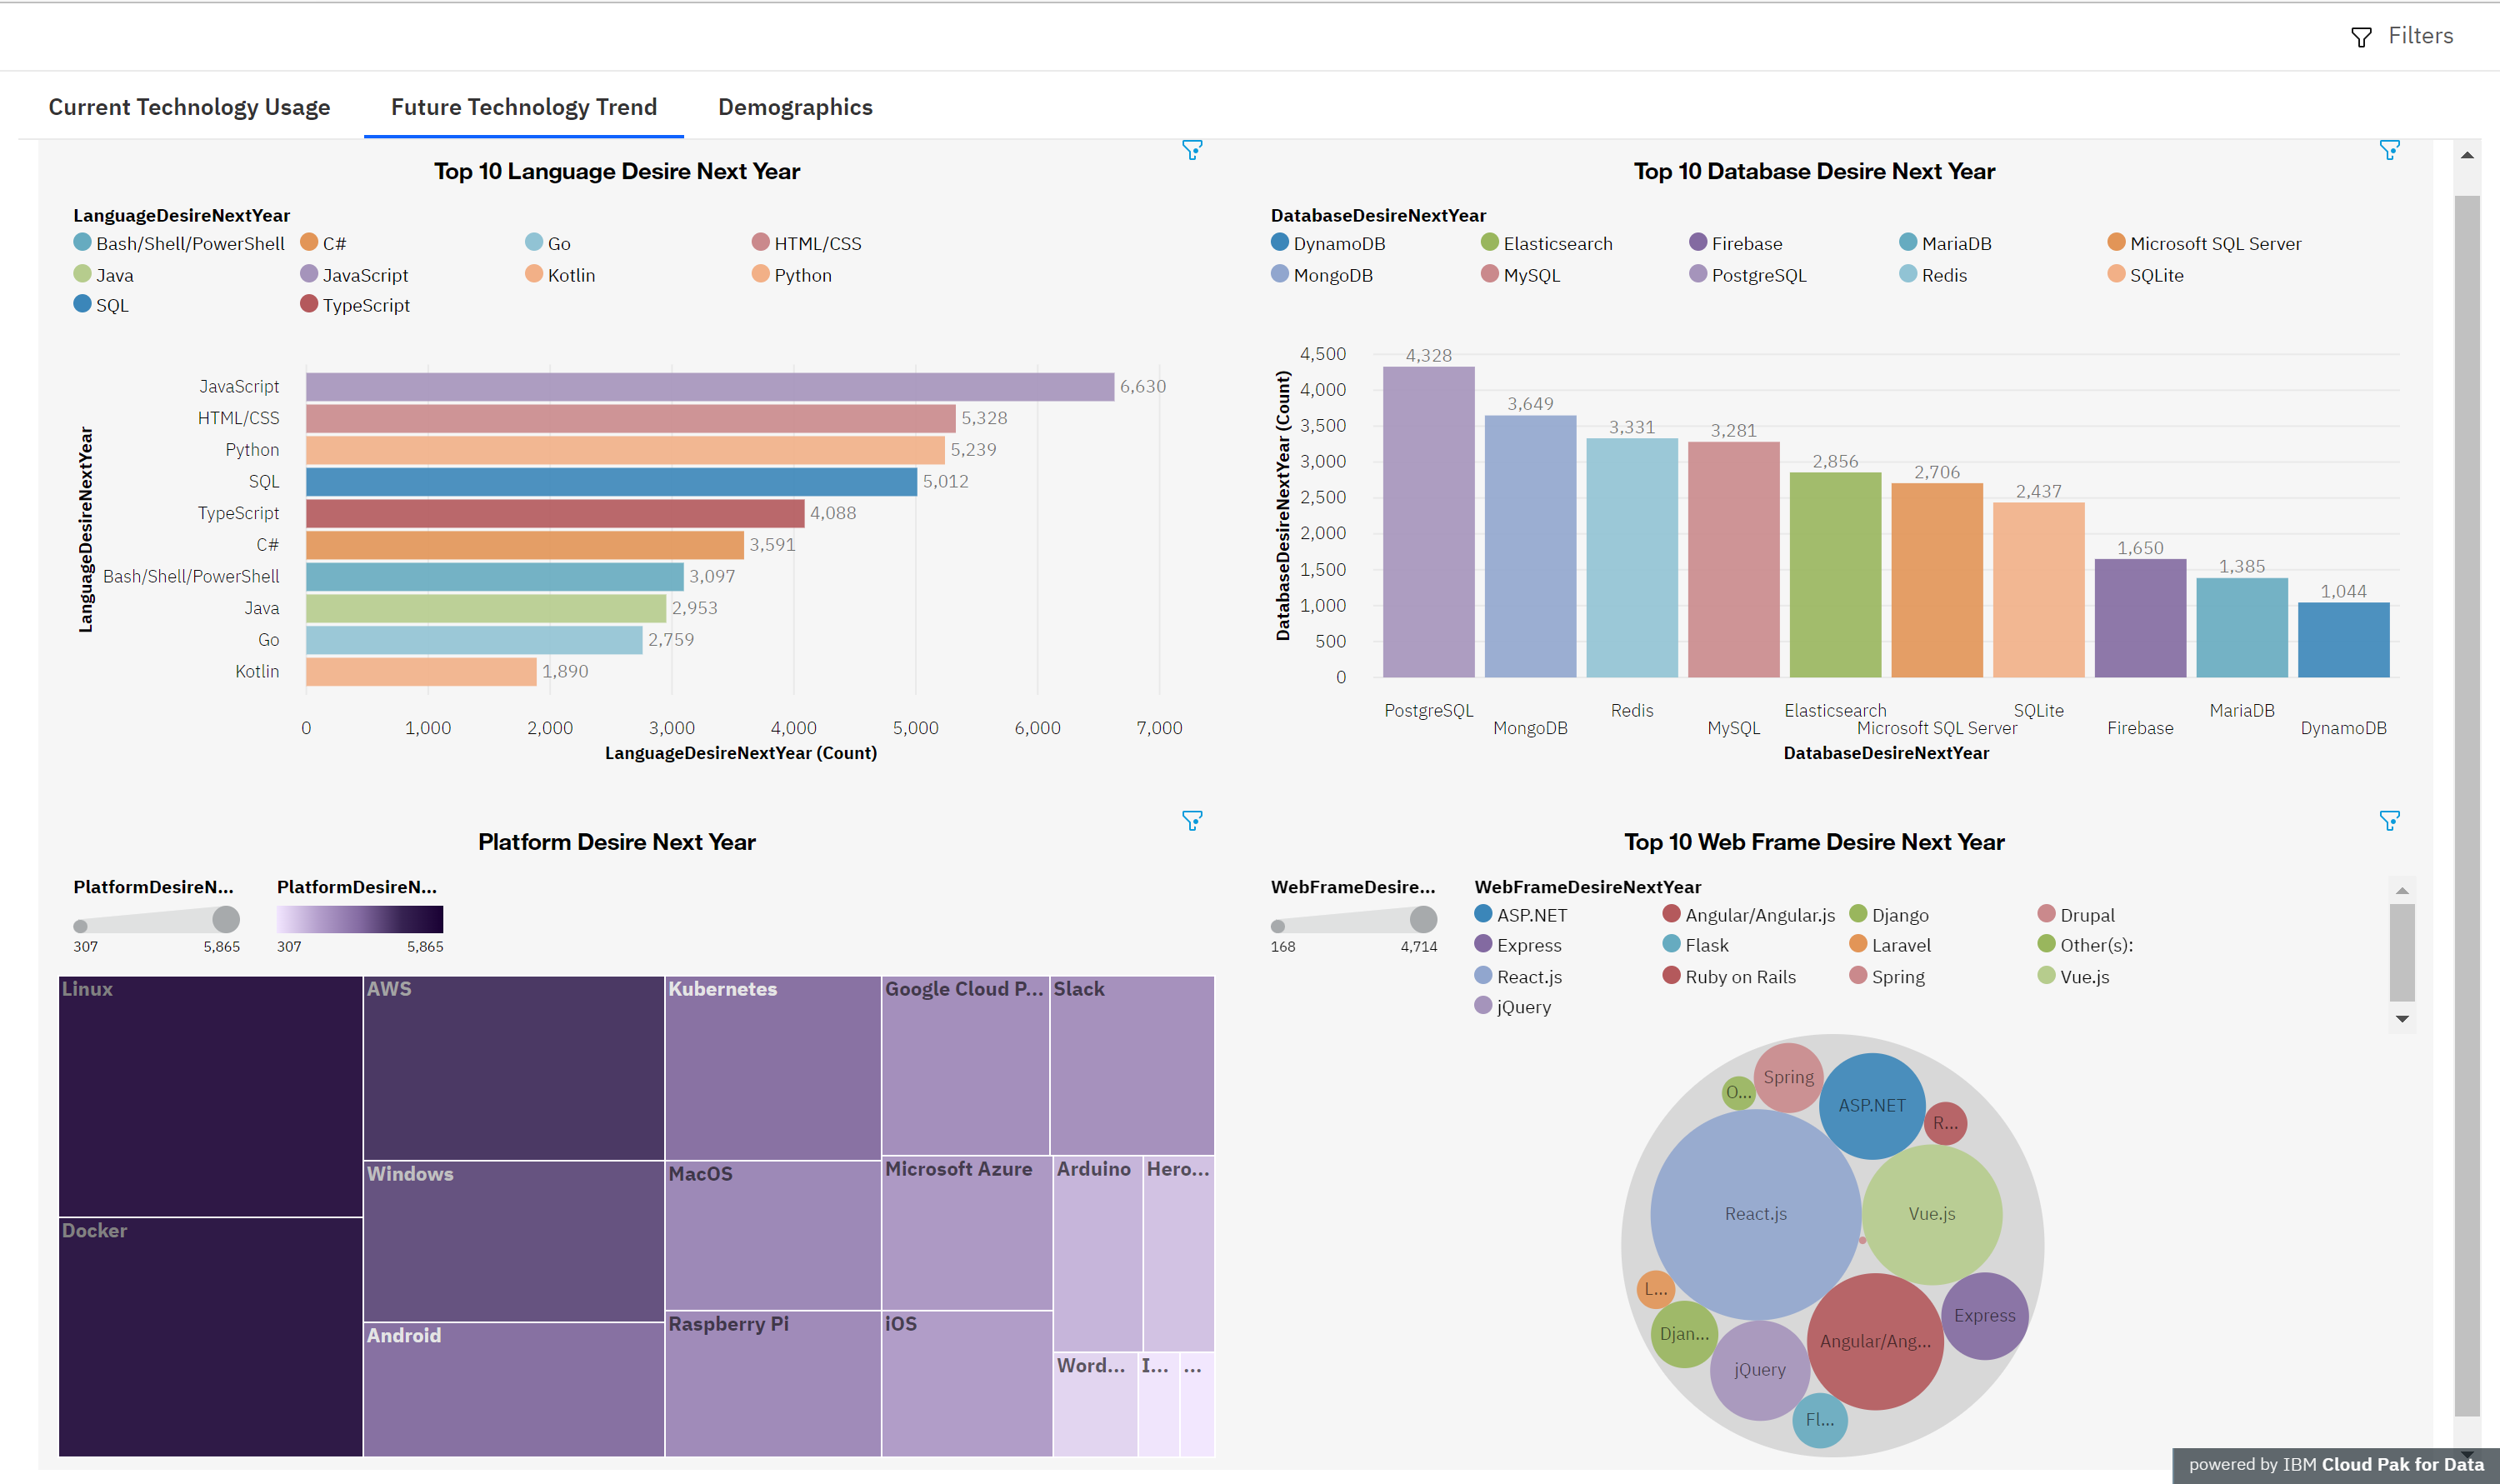 Filters
Current Technology Usage Future Technology Trend Demographics
Top 10 Language Desire Next Year
LanguageDesireNextYear
Bash/Shell/PowerShell C# Go HTML/CSS
Java JavaScript Kotlin Python
SQL TypeScript
LanguageDesireNextYear
JavaScript 6,630
HTML/CSS 5,328
Python 5,239
SQL 5,012
TypeScript 4,088
C# 3,591
Bash/Shell/PowerShell 3,097
Java 2,953
Go 2,759
Kotlin 1,890
0 1,000 2,000 3,000 4,000 5,000 6,000 7,000
LanguageDesireNextYear (Count)
Top 10 Database Desire Next Year
DatabaseDesireNextYear
DynamoDB Elasticsearch Firebase MariaDB Microsoft SQL Server
MongoDB MySQL PostgreSQL Redis SQLite
DatabaseDesireNextYear (Count)
4,500
4,000
3,500
3,000
2,500
2,000
1,500
1,000
500
0
4,328 3,649 3,331 3,281 2,856 2,706 2,437 1,650 1,385 1,044
PostgreSQL Redis Elasticsearch SQLite MariaDB
MongoDB MySQL Microsoft SQL Server Firebase DynamoDB
DatabaseDesireNextYear
Platform Desire Next Year
PlatformDesireN... PlatformDesireN...
307 5,865 307 5,865
Linux AWS Kubernetes Google Cloud P... Slack
Microsoft Azure Arduino Hero...
Windows MacOS
Docker
Raspberry Pi iOS
Android
Word... I... ...
Top 10 Web Frame Desire Next Year
WebFrameDesire... WebFrameDesireNextYear
168 4,714
ASP.NET Angular/Angular.js Django Drupal
Express Flask Laravel Other(s):
React.js Ruby on Rails Spring Vue.js
jQuery
Spring
O... ASP.NET
R...
React.js Vue.js
L...
Express
Djan... Angular/Ang...
jQuery
Fl...
powered by IBM Cloud Pak for Data